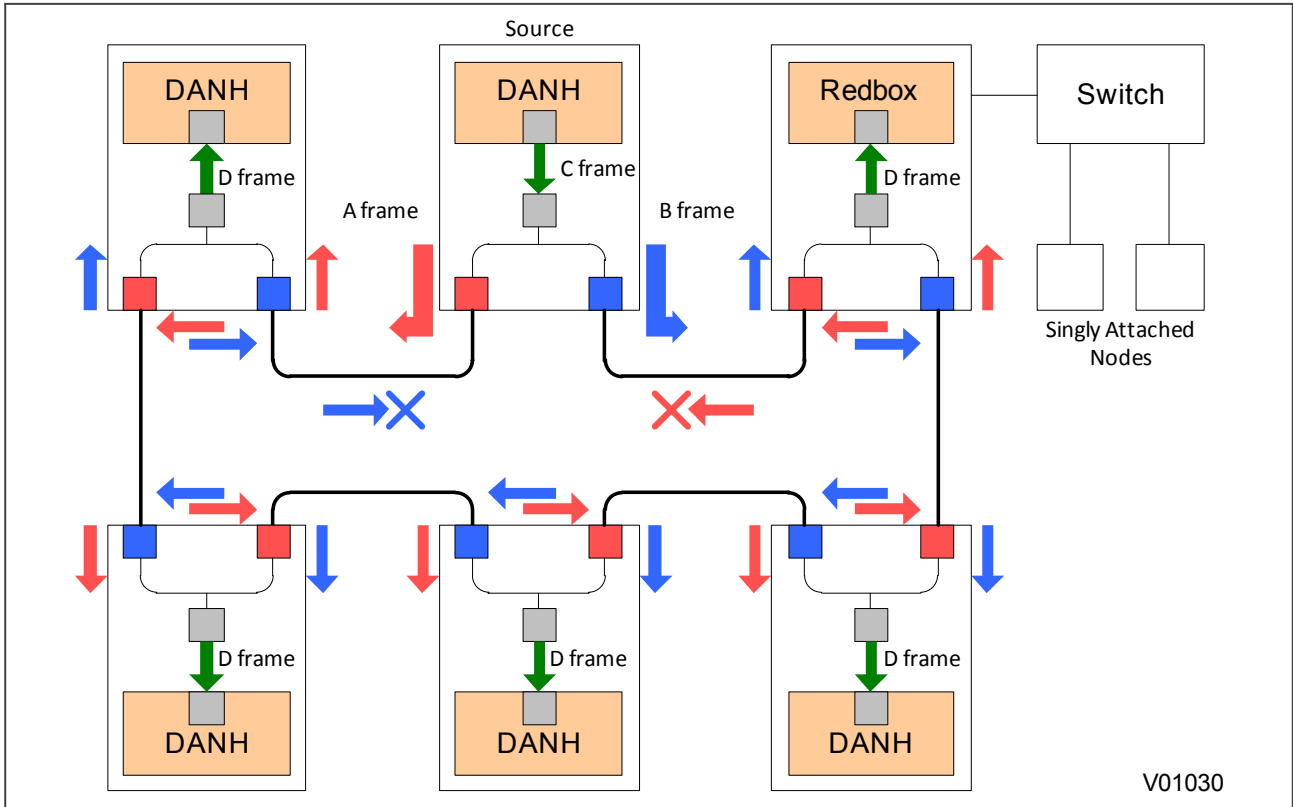 Source
DANH
DANH
Redbox
Switch
D frame
C frame
D frame
A frame
B frame
Singly Attached
Nodes
D frame
D frame
D frame
DANH
DANH
DANH
V01030